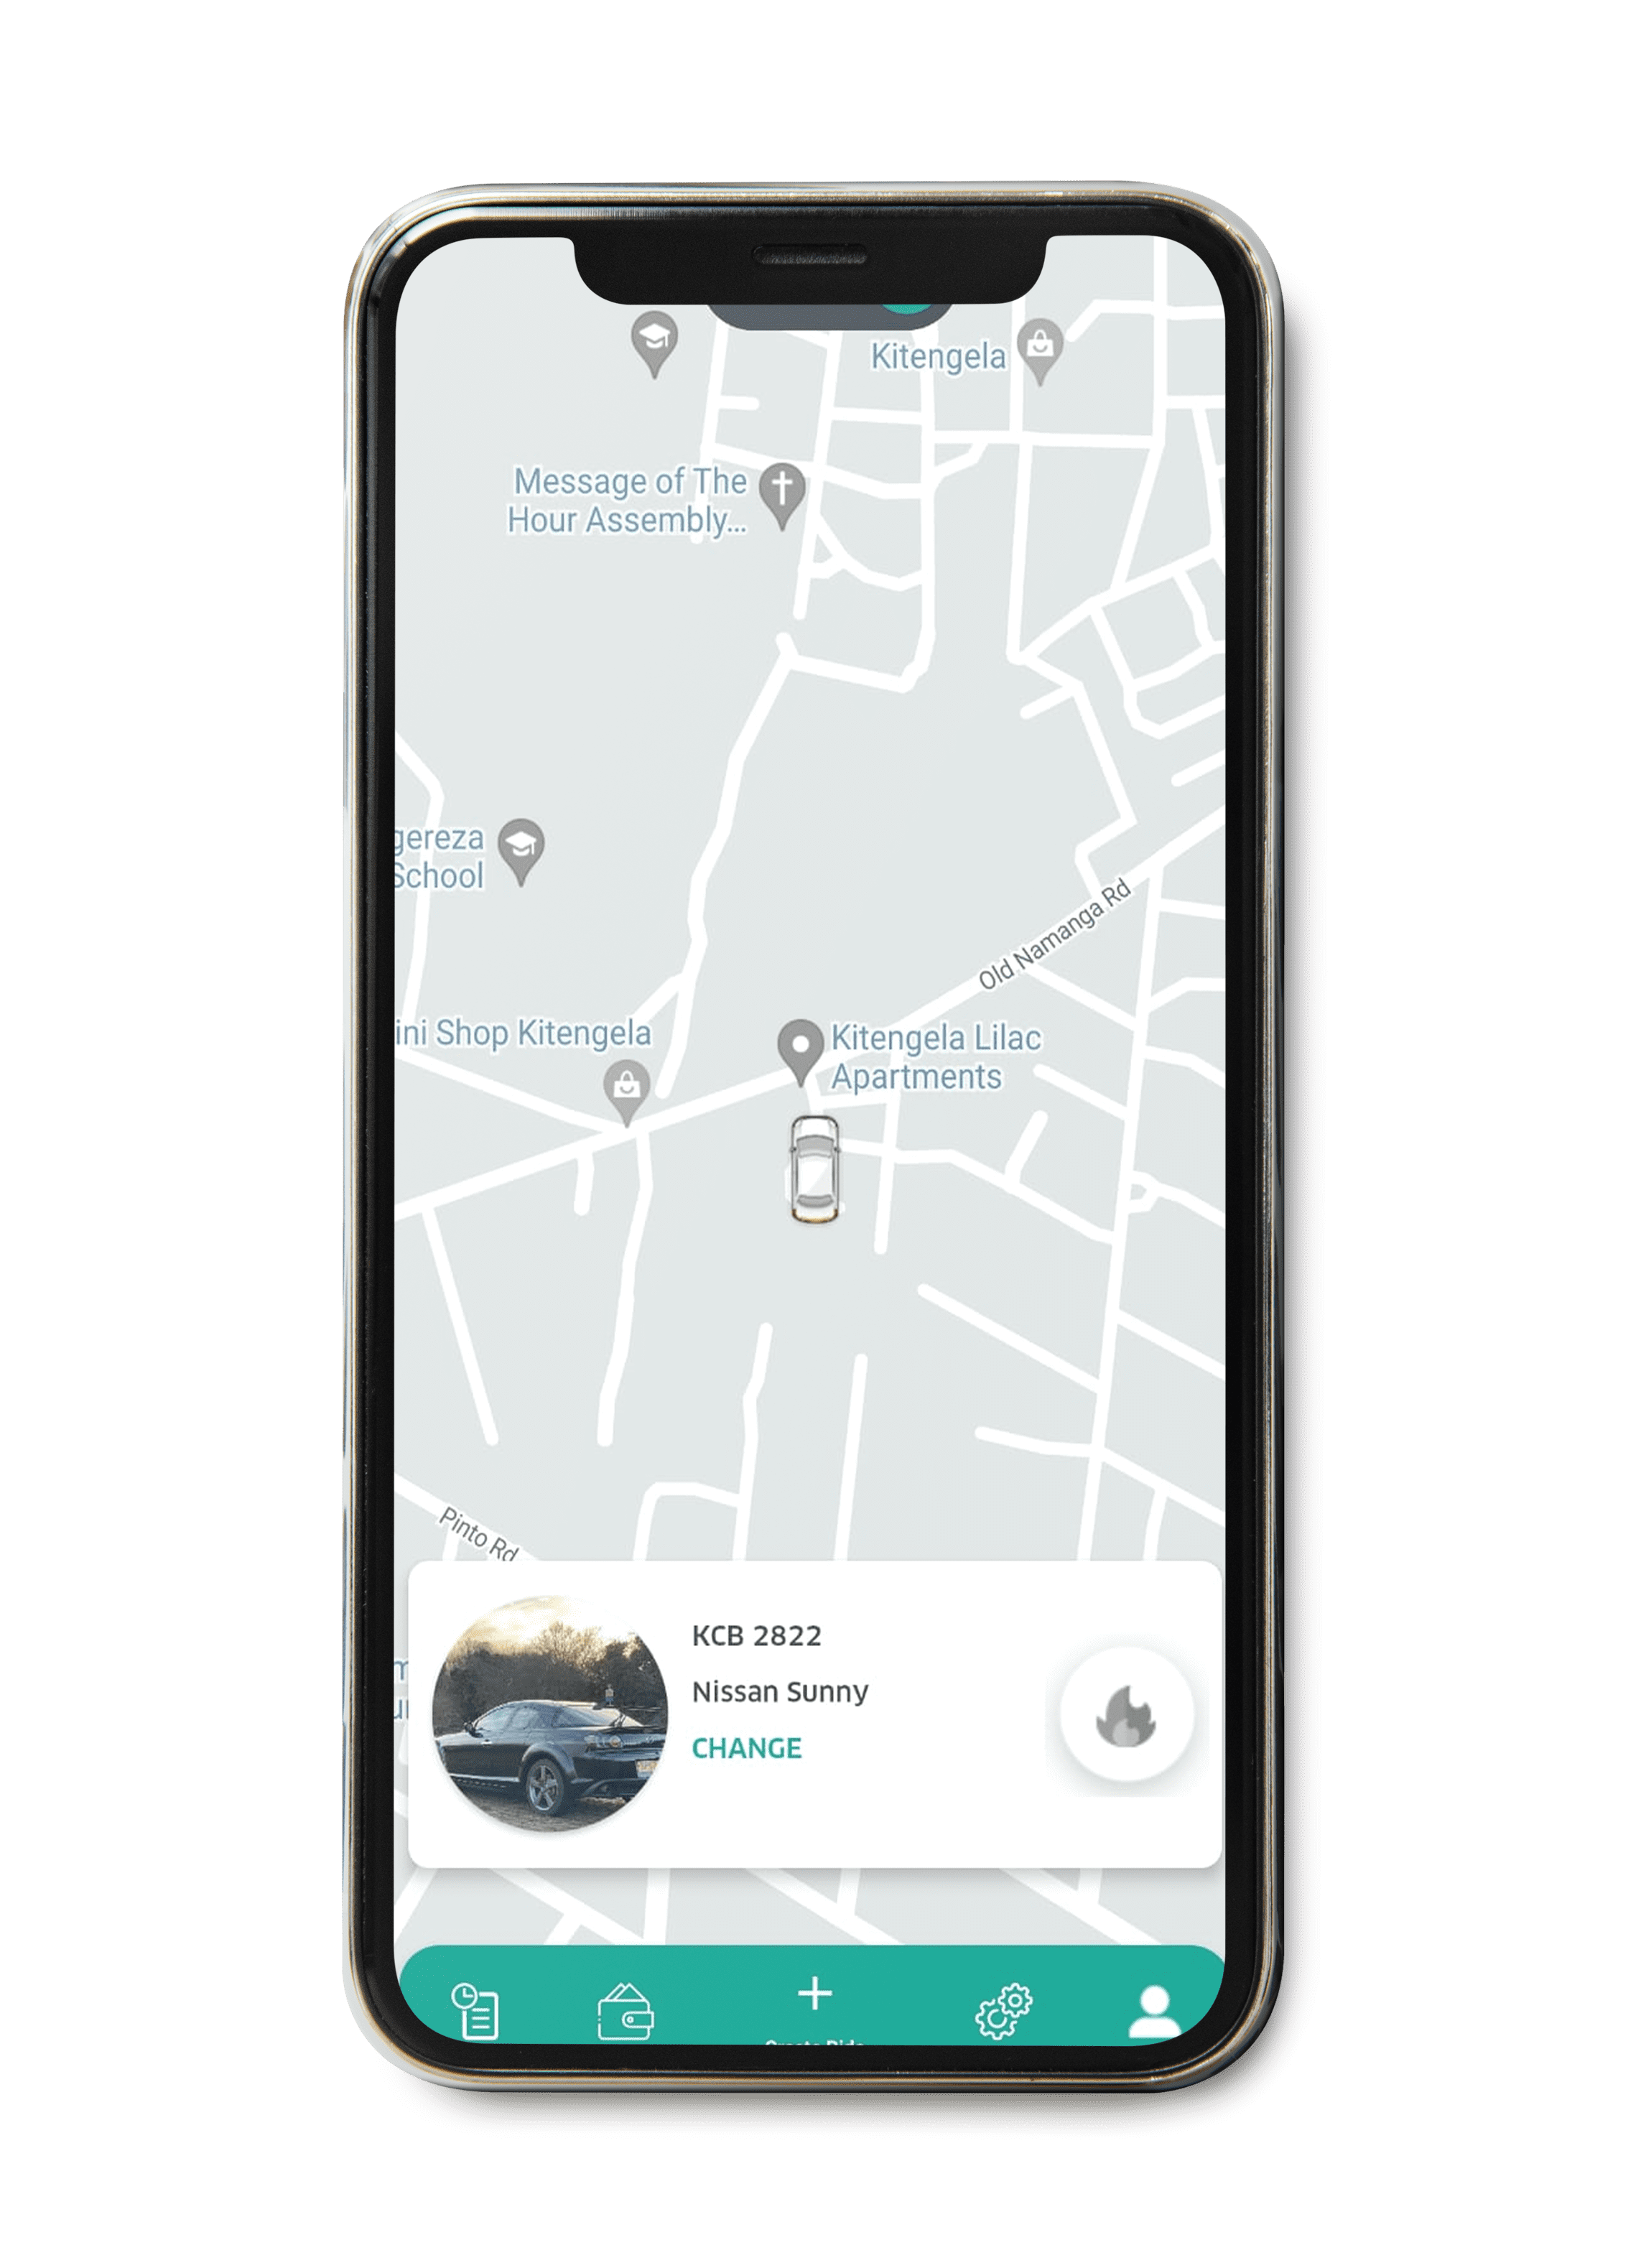 Kitengela
Message of The
Hour Assembly...
gereza
School
ini Shop Kitengela
Old Namanga Rd
Kitengela Lilac
Apartments
Pinto Rd
KCB 2822
Nissan Sunny
CHANGE